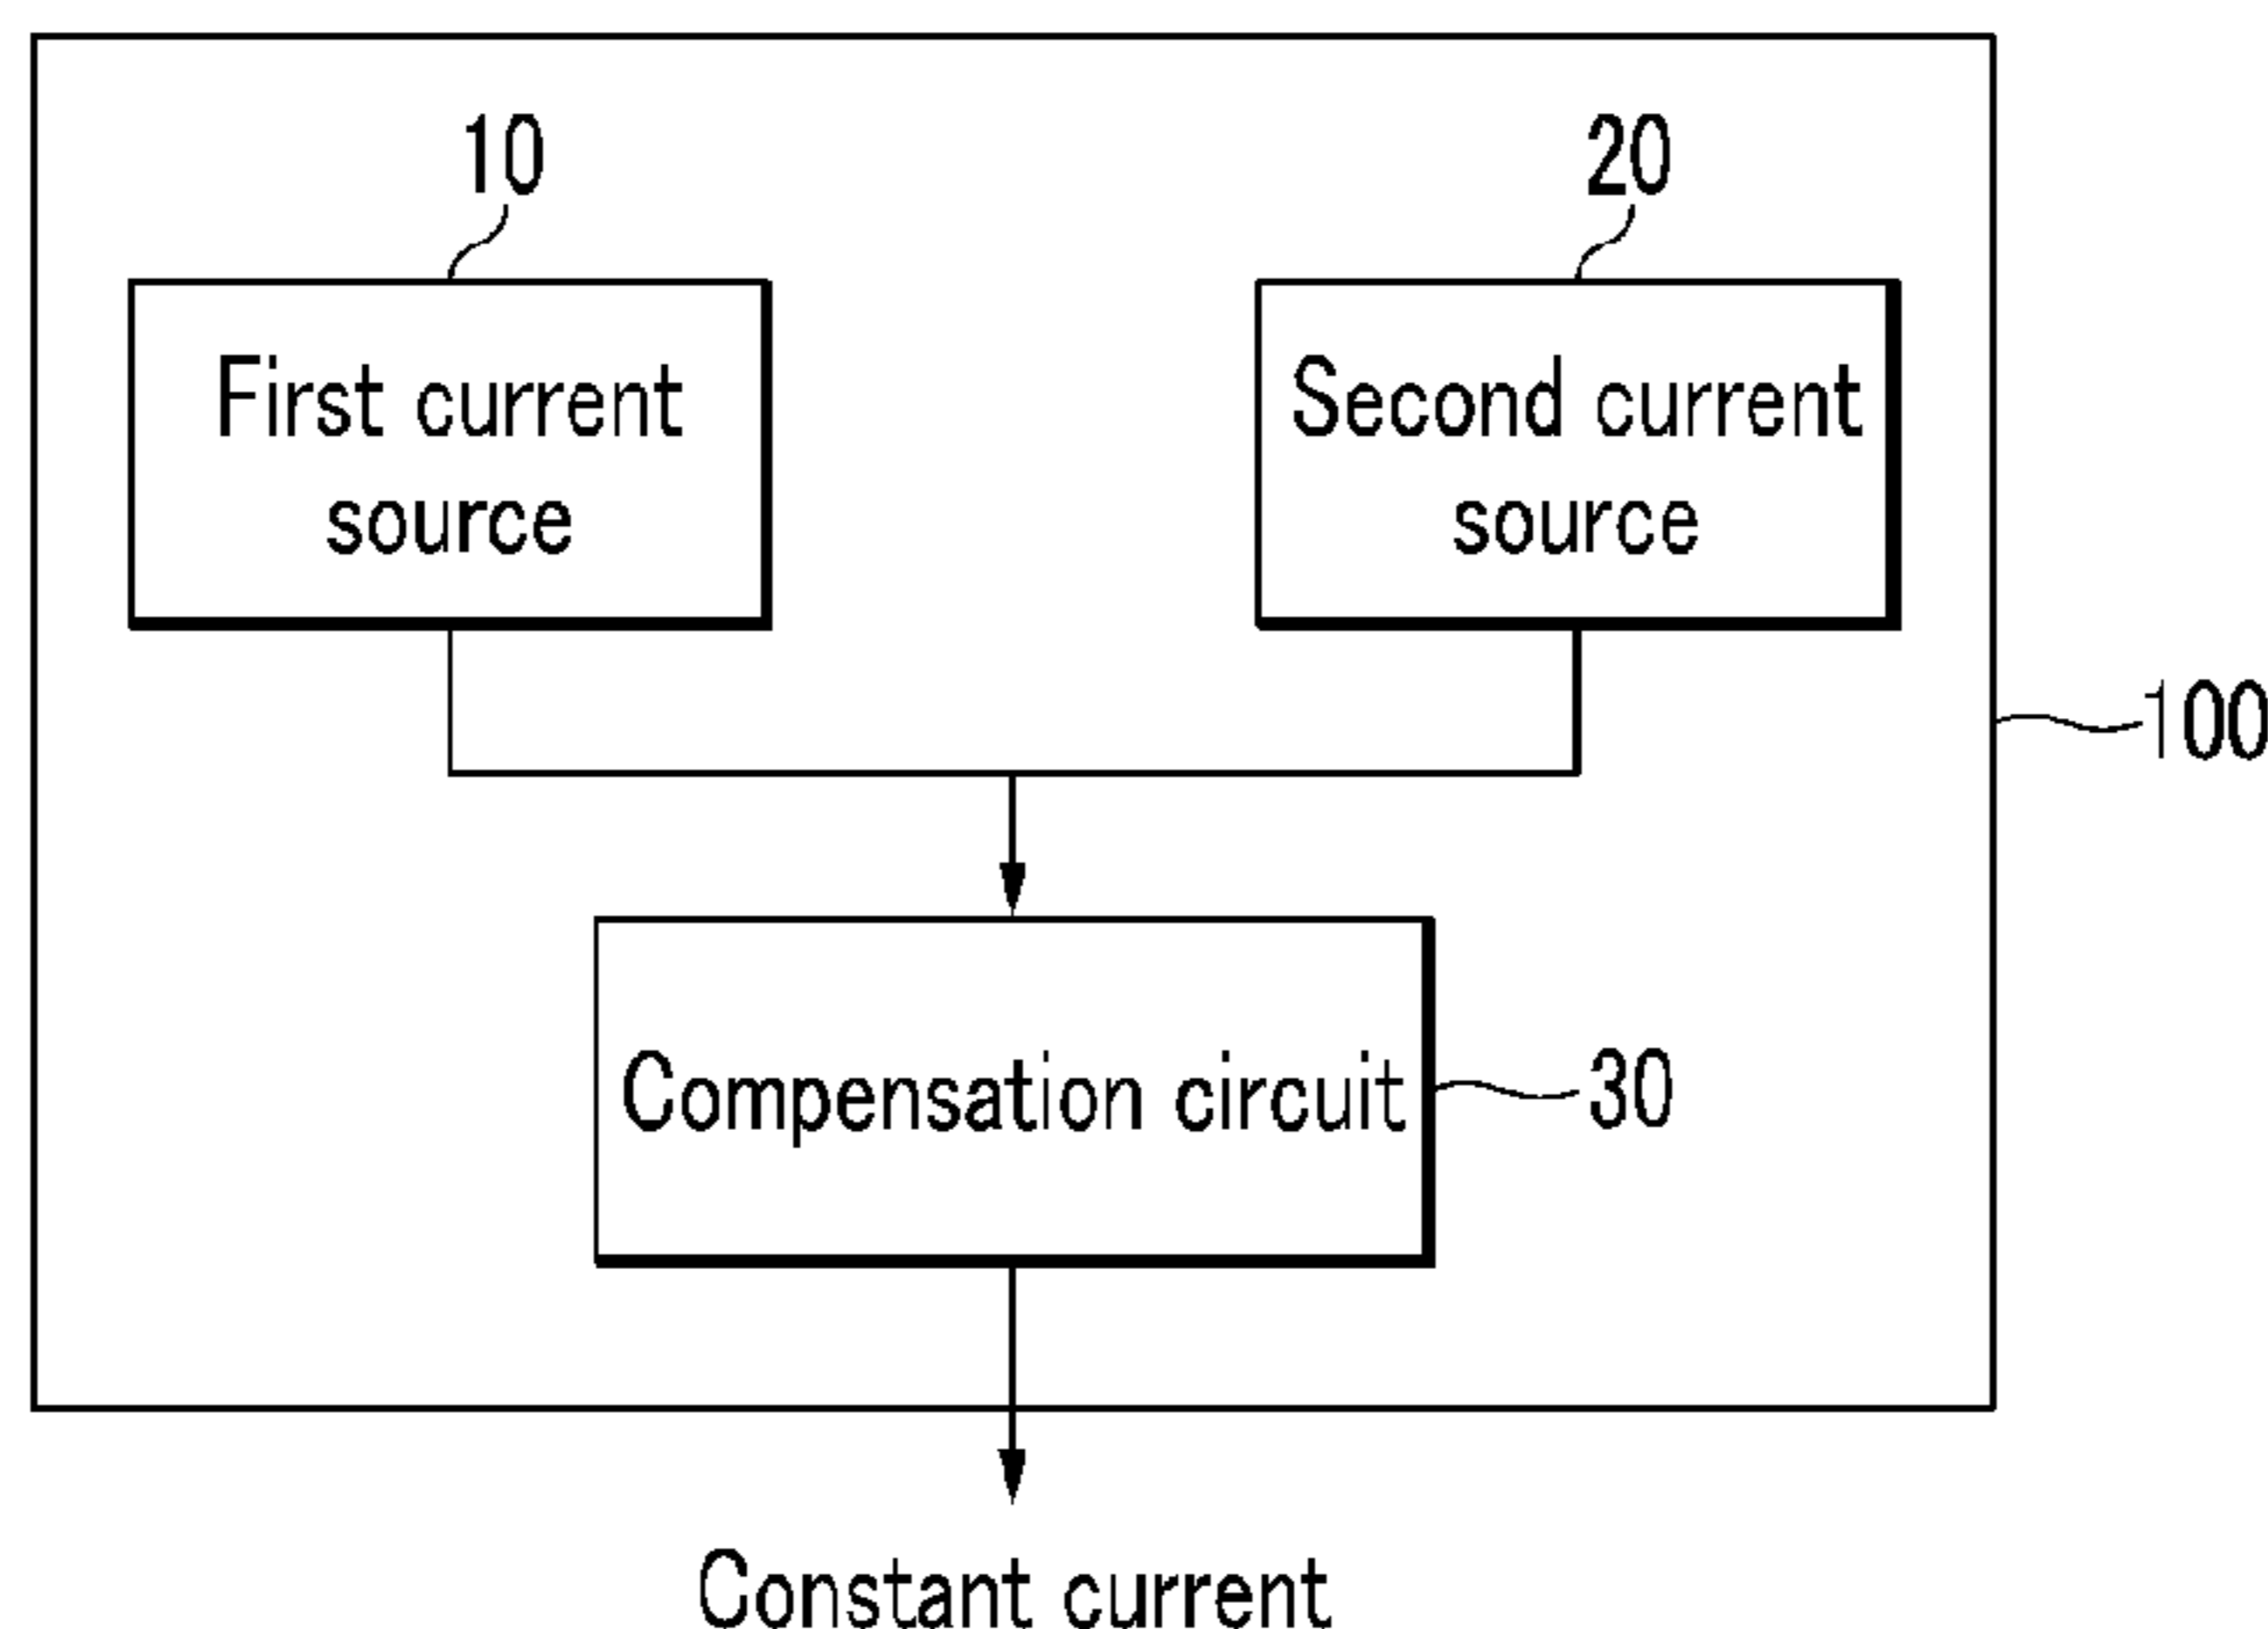 10
20
First current
source
Second current
source
100
Compensation circuit
30
Constant current